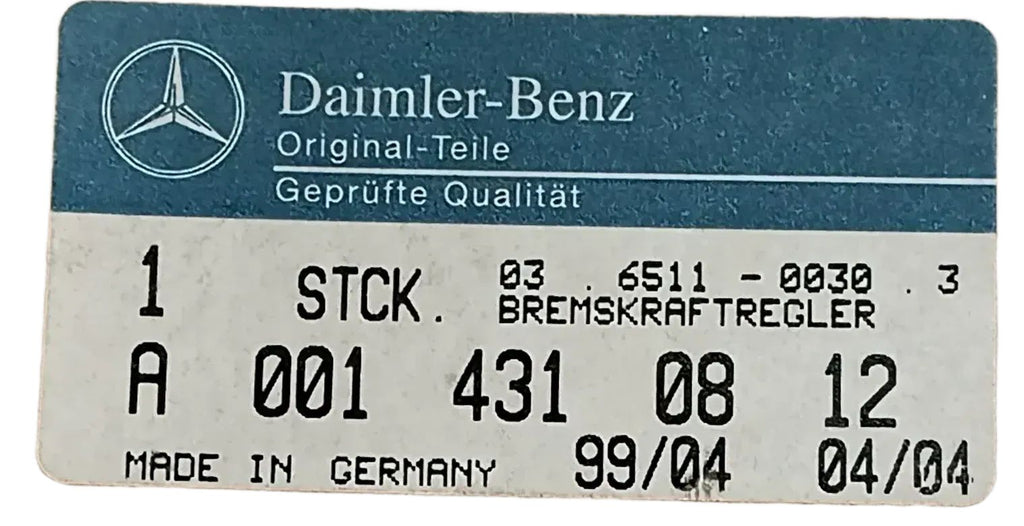 Daimler-Benz
Original-Teile
Geprüfte Qualität
1 STCK. 03 . 6511 - 0030 . 3
BREMSKRAFTREGLER
A 001 431 08 12
MADE IN GERMANY 99/04 04/04